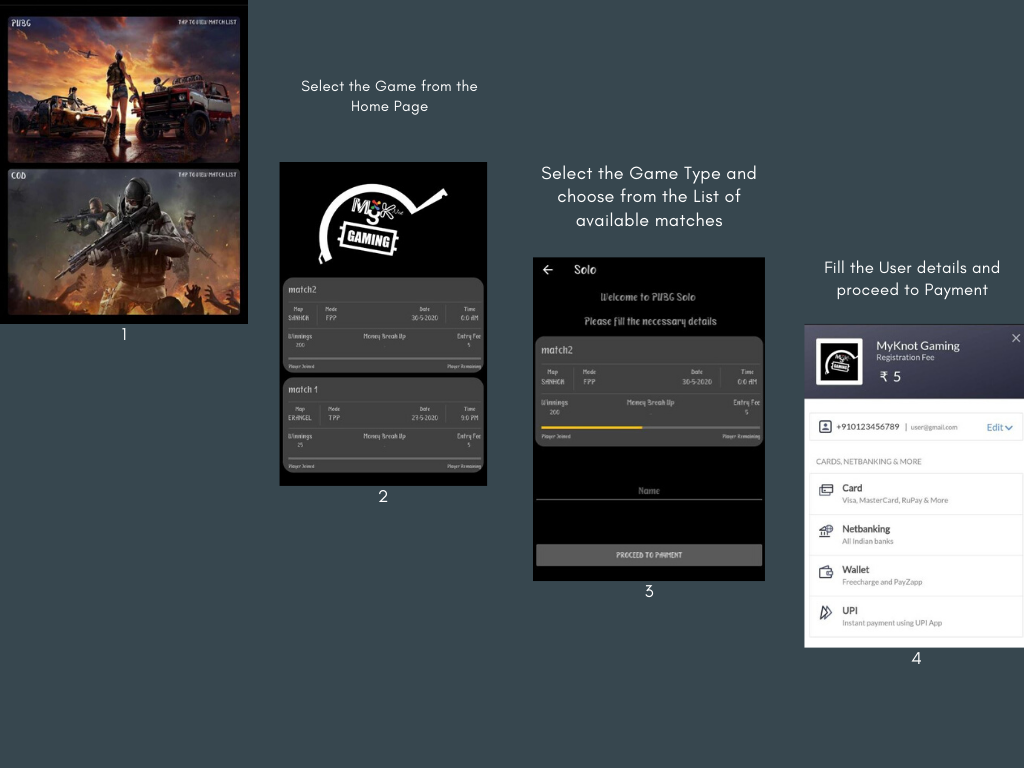 PUBG
TAP TO VIEW MATCH LIST
COD
TAP TO VIEW MATCH LIST
1
Select the Game from the
Home Page
My Knot
GAMING
match2
Map Mode Date Time
SANHOK FPP 30-5-2020 0:0 AM
Winnings Money Break Up Entry Fee
200 5
Player Joined Player Remaining
match 1
Map Mode Date Time
ERANGEL TPP 23-5-2020 9:0 PM
Winnings Money Break Up Entry Fee
25 5
Player Joined Player Remaining
2
Select the Game Type and
choose from the List of
available matches
Solo
Welcome to PUBG Solo
Please fill the necessary details
match2
Map Mode Date Time
SANHOK FPP 30-5-2020 0:0 AM
Winnings Money Break Up Entry Fee
200 5
Player Joined Player Remaining
Name
PROCEED TO PAYMENT
3
Fill the User details and
proceed to Payment
MyKnot Gaming
Registration Fee
₹ 5
+910123456789 | user@gmail.com Edit
CARDS, NETBANKING & MORE
Card
Visa, MasterCard, RuPay & More
Netbanking
All Indian banks
Wallet
Freecharge and PayZapp
UPI
Instant payment using UPI App
4